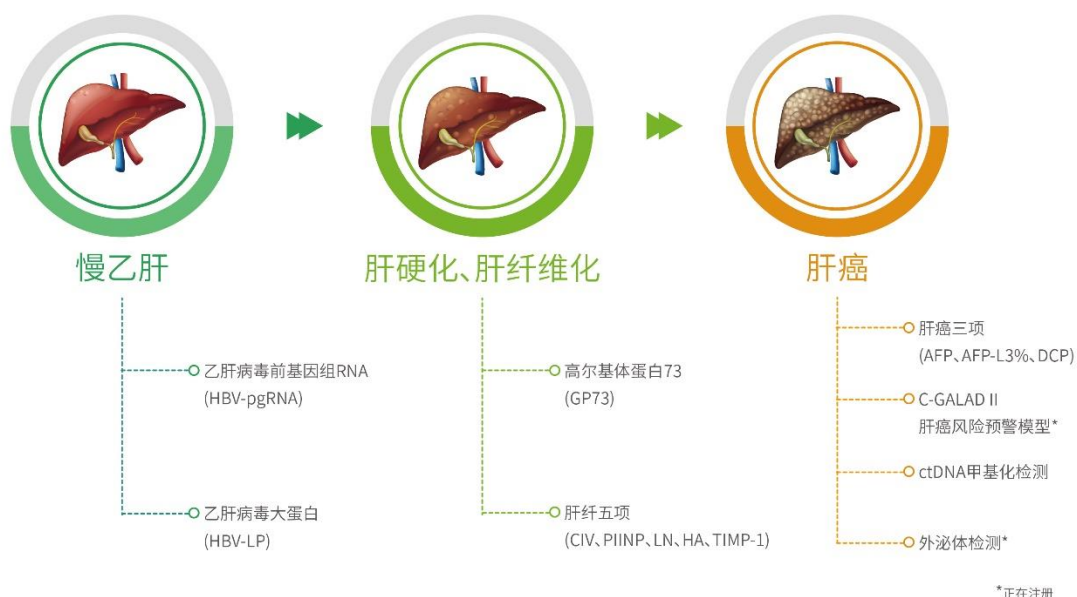 慢乙肝
乙肝病毒前基因组RNA
(HBV-pgRNA)
乙肝病毒大蛋白
(HBV-LP)
肝硬化、肝纤维化
高尔基体蛋白73
(GP73)
肝纤五项
(CIV、PIINP、LN、HA、TIMP-1)
肝癌
肝癌三项
(AFP、AFP-L3%、DCP)
C-GALAD II
肝癌风险预警模型*
ctDNA甲基化检测
外泌体检测*
*正在注册